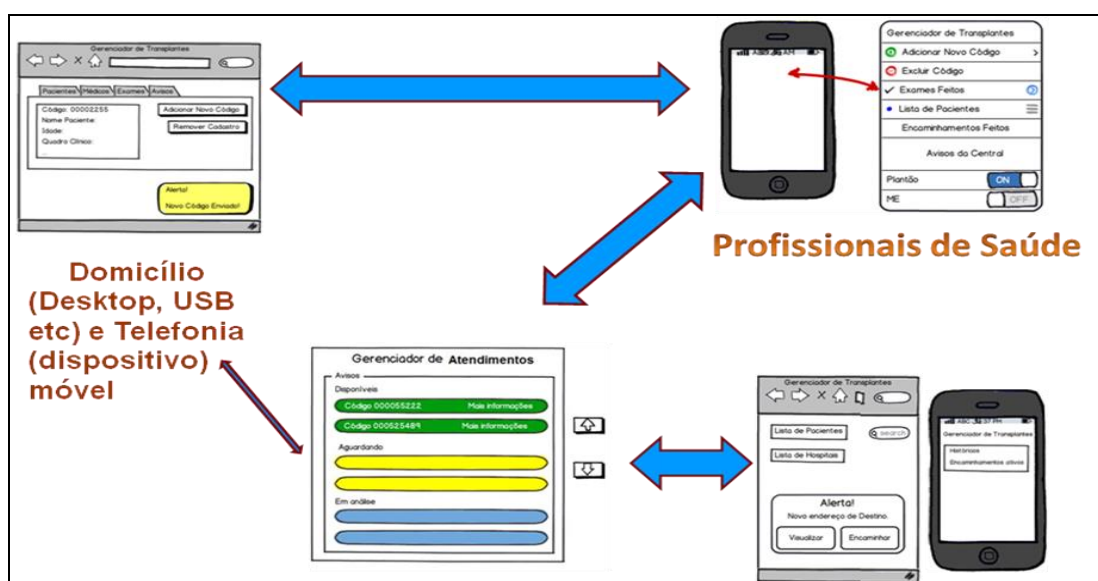 Gerenciador de Transplantes
Pacientes Médicos Exames Avisos
Código: 00002255
Nome Paciente:
Idade:
Quadro Clínico:
...
Adicionar Novo Código
Remover Cadastro
Alerta!
Novo Código Enviado!
Gerenciador de Transplantes
Adicionar Novo Código
Excluir Código
Exames Feitos
Lista de Pacientes
Encaminhamentos Feitos
Avisos da Central
Plantão ON
ME OFF
Profissionais de Saúde
Domicílio
(Desktop, USB
etc) e Telefonia
(dispositivo)
móvel
Gerenciador de Atendimentos
Avisos
Disponíveis
Código 000055222 Mais informações
Código 000525489 Mais informações
Aguardando
Em análise
Gerenciador de Transplantes
Lista de Pacientes
search
Lista de Hospitais
Alerta!
Novo endereço de Destino.
Visualizar Encaminhar
ABC PM
Gerenciador de Transplantes
Históricos
Encaminhamentos ativos